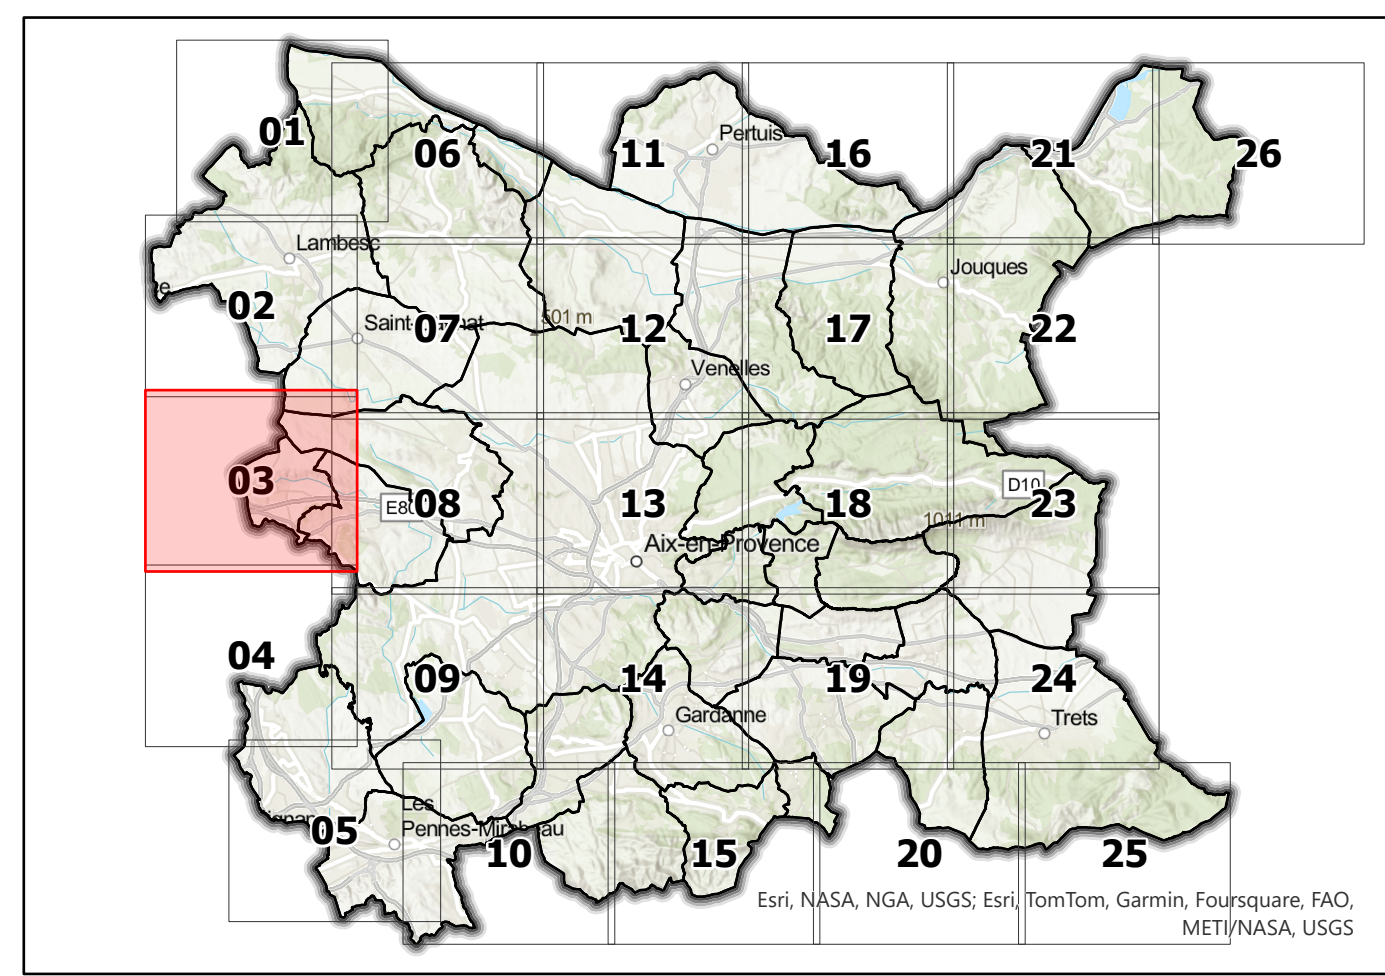 01
06
11
Pertuis
16
21
26
Lambesc
Jouques
02
07
501 m
12
17
22
Venelles
03
E80
08
13
18
D10
23
1011 m
Aix-en-Provence
04
09
14
19
24
Gardanne
Trets
Les
Pennes-Mirabeau
05
10
15
20
25
Esri, NASA, NGA, USGS; Esri, TomTom, Garmin, Foursquare, FAO,
METI/NASA, USGS